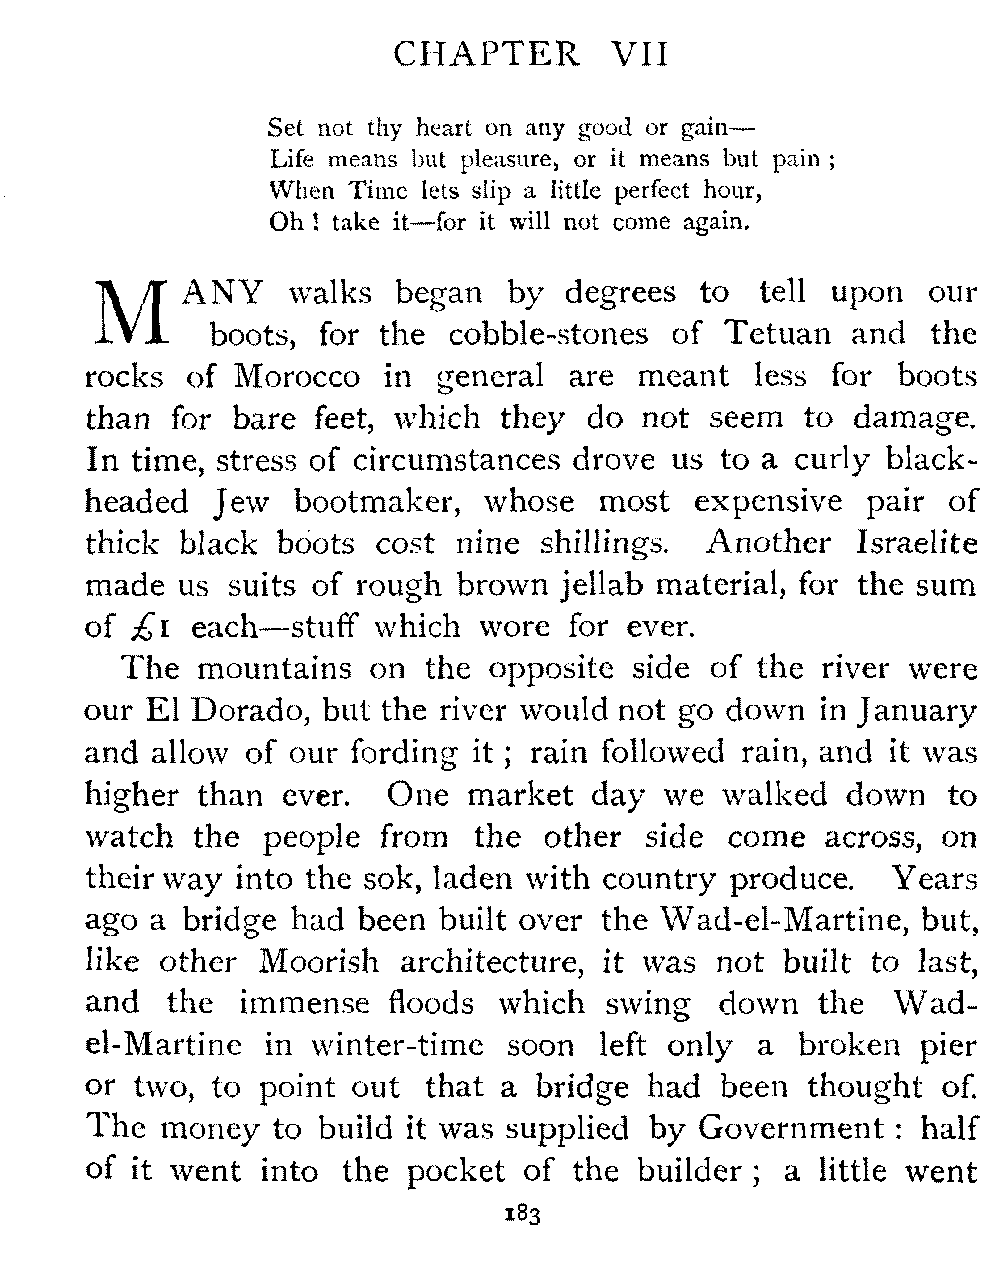 CHAPTER VII
Set not thy heart on any good or gain—
Life means but pleasure, or it means but pain ;
When Time lets slip a little perfect hour,
Oh ! take it—for it will not come again.
MANY walks began by degrees to tell upon our
boots, for the cobble-stones of Tetuan and the
rocks of Morocco in general are meant less for boots
than for bare feet, which they do not seem to damage.
In time, stress of circumstances drove us to a curly black-
headed Jew bootmaker, whose most expensive pair of
thick black boots cost nine shillings. Another Israelite
made us suits of rough brown jellab material, for the sum
of £1 each—stuff which wore for ever.
The mountains on the opposite side of the river were
our El Dorado, but the river would not go down in January
and allow of our fording it ; rain followed rain, and it was
higher than ever. One market day we walked down to
watch the people from the other side come across, on
their way into the sok, laden with country produce. Years
ago a bridge had been built over the Wad-el-Martine, but,
like other Moorish architecture, it was not built to last,
and the immense floods which swing down the Wad-
el-Martine in winter-time soon left only a broken pier
or two, to point out that a bridge had been thought of.
The money to build it was supplied by Government : half
of it went into the pocket of the builder ; a little went
183